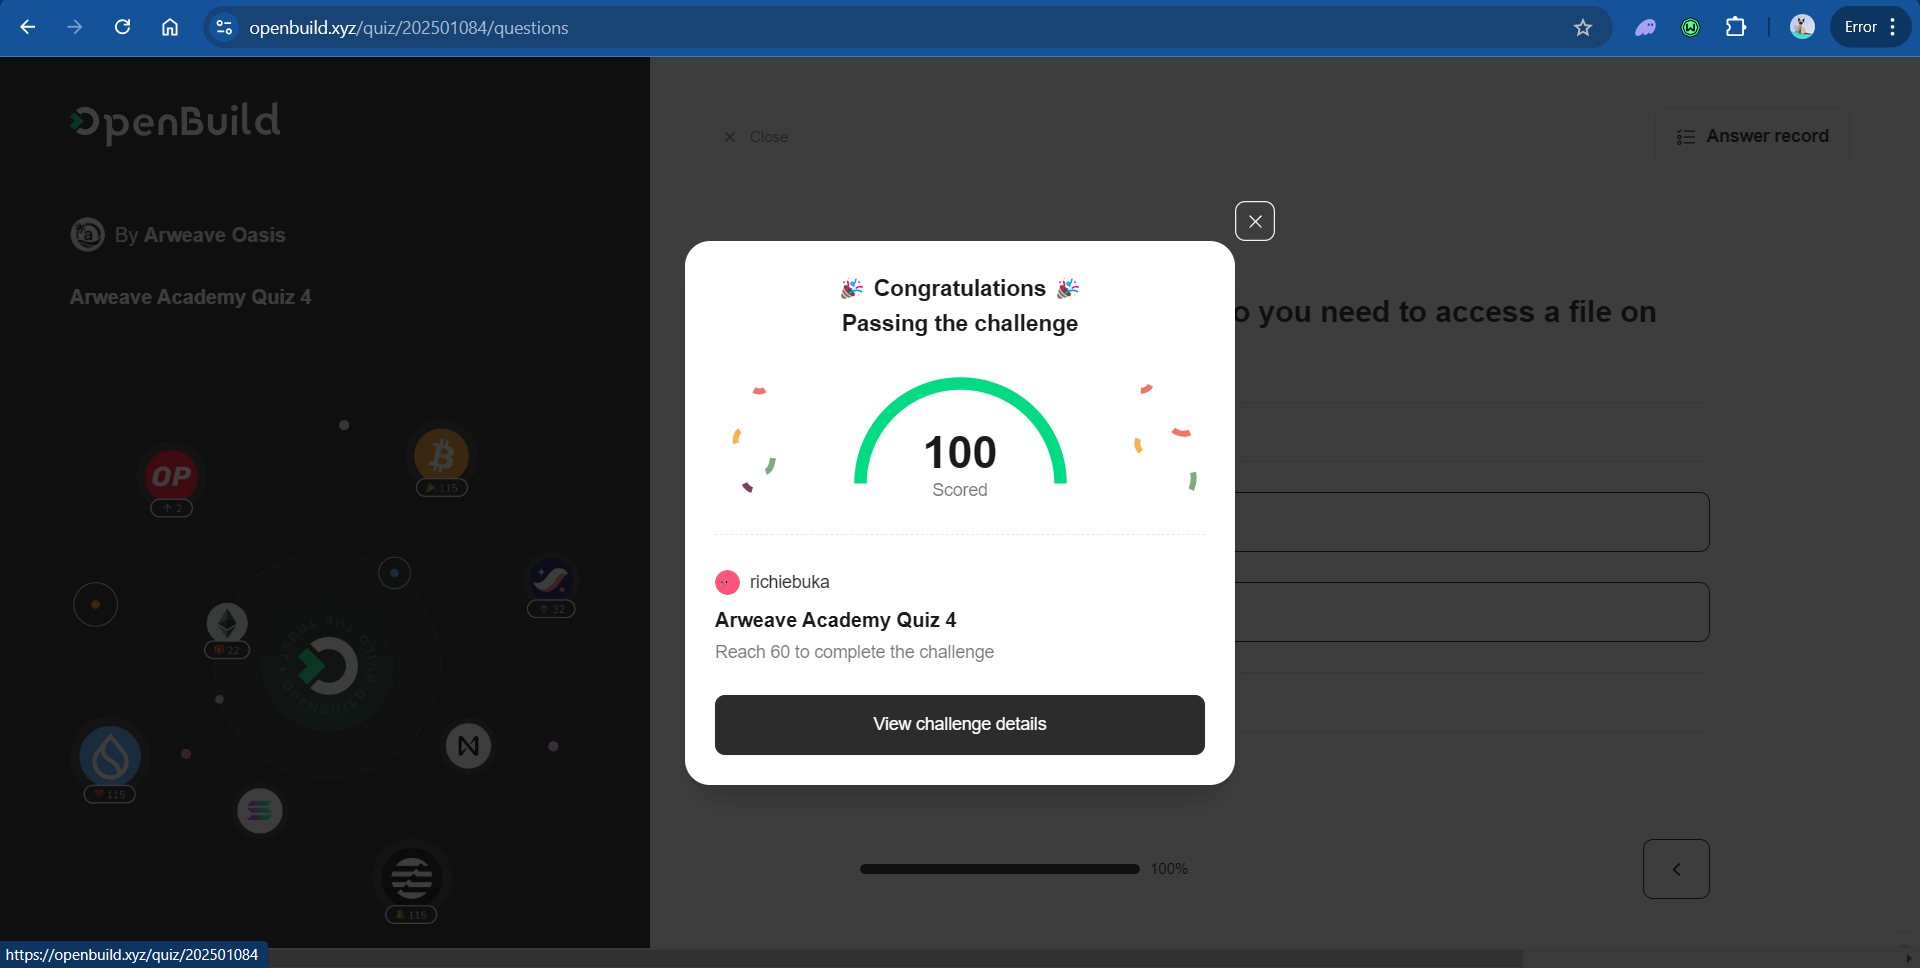 openbuild.xyz/quiz/202501084/questions
Error
OpenBuild
Close
Answer record
By Arweave Oasis
Arweave Academy Quiz 4
o you need to access a file on
🎉 Congratulations 🎉
Passing the challenge
100
Scored
richiebuka
Arweave Academy Quiz 4
Reach 60 to complete the challenge
View challenge details
OP
2
115
32
22
OPENBUILD BUILD THE TRUST
115
115
100%
https://openbuild.xyz/quiz/202501084